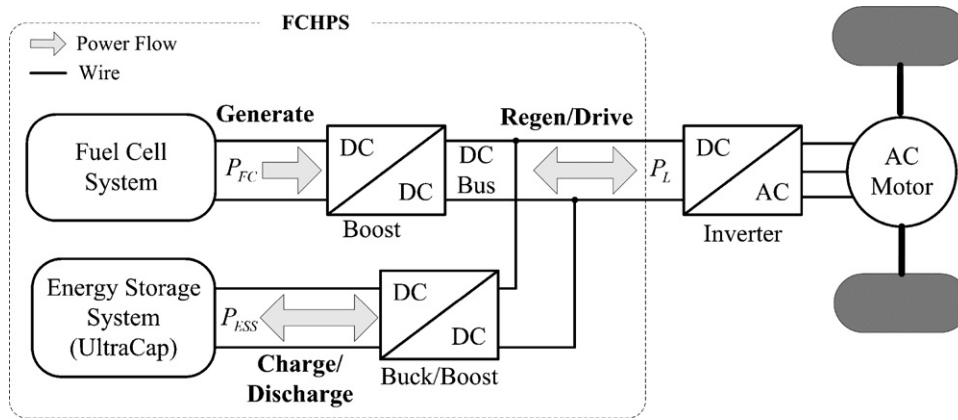 FCHPS
Power Flow
Wire
Generate
Regen/Drive
Fuel Cell
System
P_FC
DC
DC
Boost
DC
Bus
P_L
DC
AC
Inverter
AC
Motor
Energy Storage
System
(UltraCap)
P_ESS
Charge/
Discharge
DC
DC
Buck/Boost